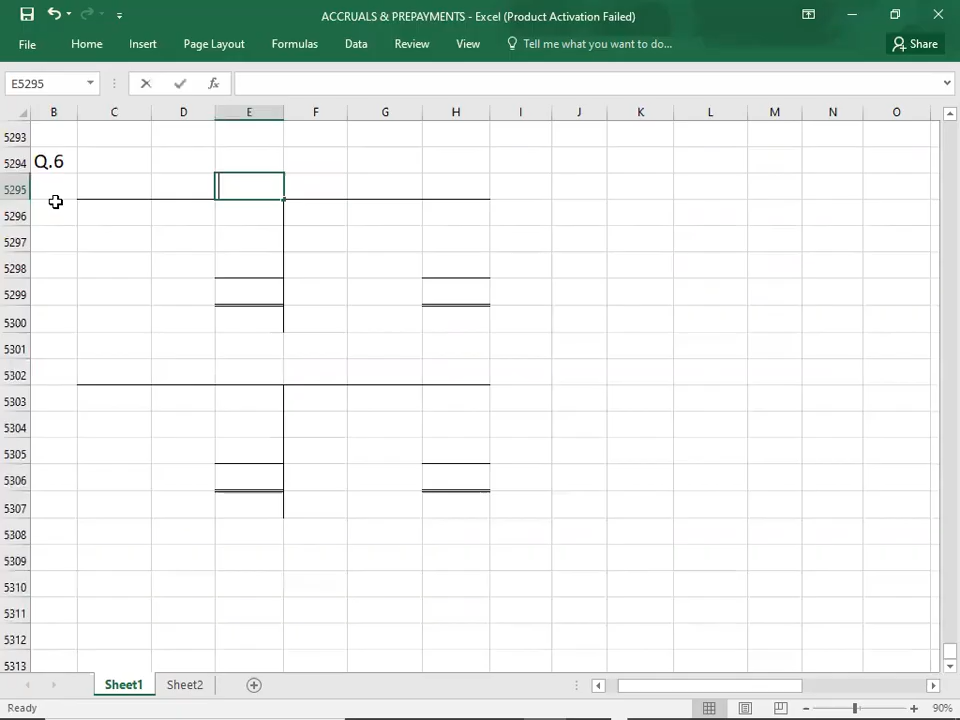 ACCRUALS & PREPAYMENTS - Excel (Product Activation Failed)
File Home Insert Page Layout Formulas Data Review View Tell me what you want to do... Share
E5295 fx
B C D E F G H I J K L M N O
5293
5294 Q.6
5295
5296
5297
5298
5299
5300
5301
5302
5303
5304
5305
5306
5307
5308
5309
5310
5311
5312
5313
Sheet1 Sheet2
Ready 90%